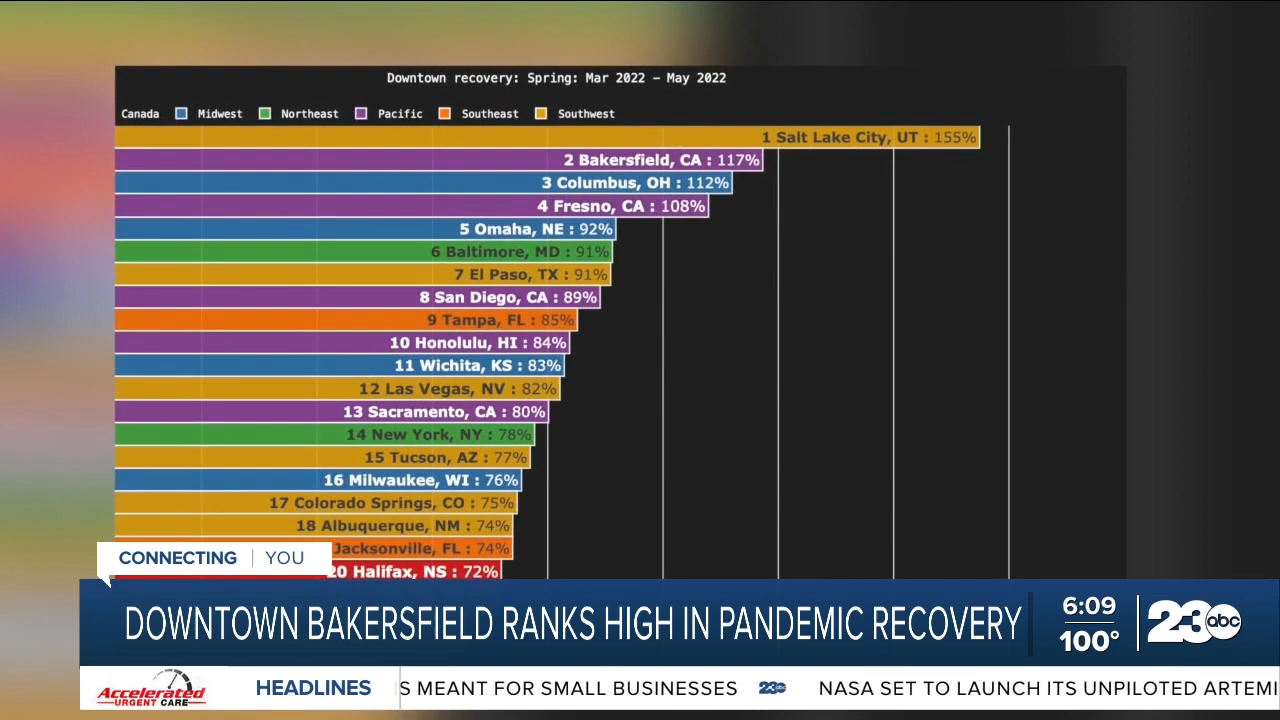 Downtown recovery: Spring: Mar 2022 – May 2022
Canada Midwest Northeast Pacific Southeast Southwest
1 Salt Lake City, UT : 155%
2 Bakersfield, CA : 117%
3 Columbus, OH : 112%
4 Fresno, CA : 108%
5 Omaha, NE : 92%
6 Baltimore, MD : 91%
7 El Paso, TX : 91%
8 San Diego, CA : 89%
9 Tampa, FL : 85%
10 Honolulu, HI : 84%
11 Wichita, KS : 83%
12 Las Vegas, NV : 82%
13 Sacramento, CA : 80%
14 New York, NY : 78%
15 Tucson, AZ : 77%
16 Milwaukee, WI : 76%
17 Colorado Springs, CO : 75%
18 Albuquerque, NM : 74%
Jacksonville, FL : 74%
20 Halifax, NS : 72%
CONNECTING | YOU
DOWNTOWN BAKERSFIELD RANKS HIGH IN PANDEMIC RECOVERY
6:09
100°
23 abc
Accelerated
URGENT CARE
HEADLINES
S MEANT FOR SMALL BUSINESSES 23abc NASA SET TO LAUNCH ITS UNPILOTED ARTEMI